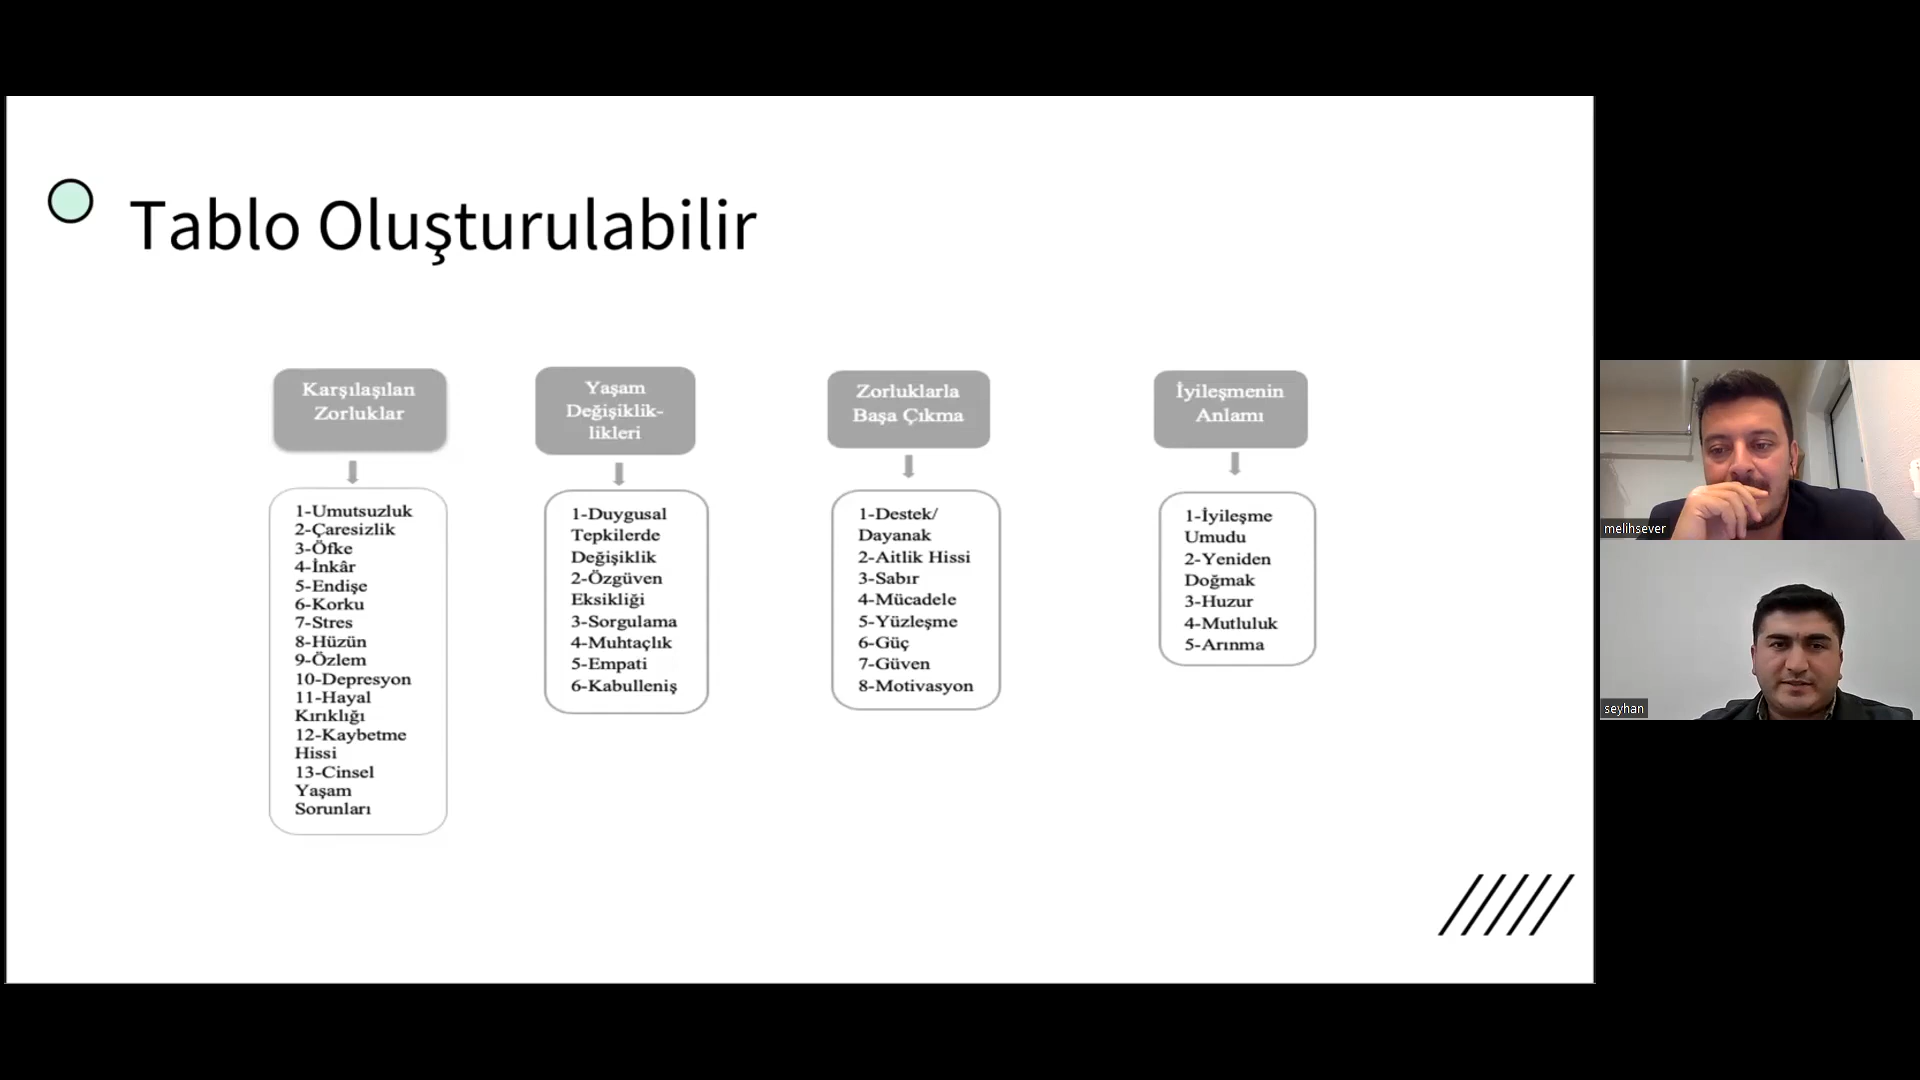 Tablo Oluşturulabilir
Karşılaşılan
Zorluklar
1-Umutsuzluk
2-Çaresizlik
3-Öfke
4-İnkâr
5-Endişe
6-Korku
7-Stres
8-Hüzün
9-Özlem
10-Depresyon
11-Hayal
Kırıklığı
12-Kaybetme
Hissi
13-Cinsel
Yaşam
Sorunları
Yaşam
Değişiklik-
likleri
1-Duygusal
Tepkilerde
Değişiklik
2-Özgüven
Eksikliği
3-Sorgulama
4-Muhtaçlık
5-Empati
6-Kabulleniş
Zorluklarla
Başa Çıkma
1-Destek/
Dayanak
2-Aitlik Hissi
3-Sabır
4-Mücadele
5-Yüzleşme
6-Güç
7-Güven
8-Motivasyon
İyileşmenin
Anlamı
1-İyileşme
Umudu
2-Yeniden
Doğmak
3-Huzur
4-Mutluluk
5-Arınma
melihsever
seyhan